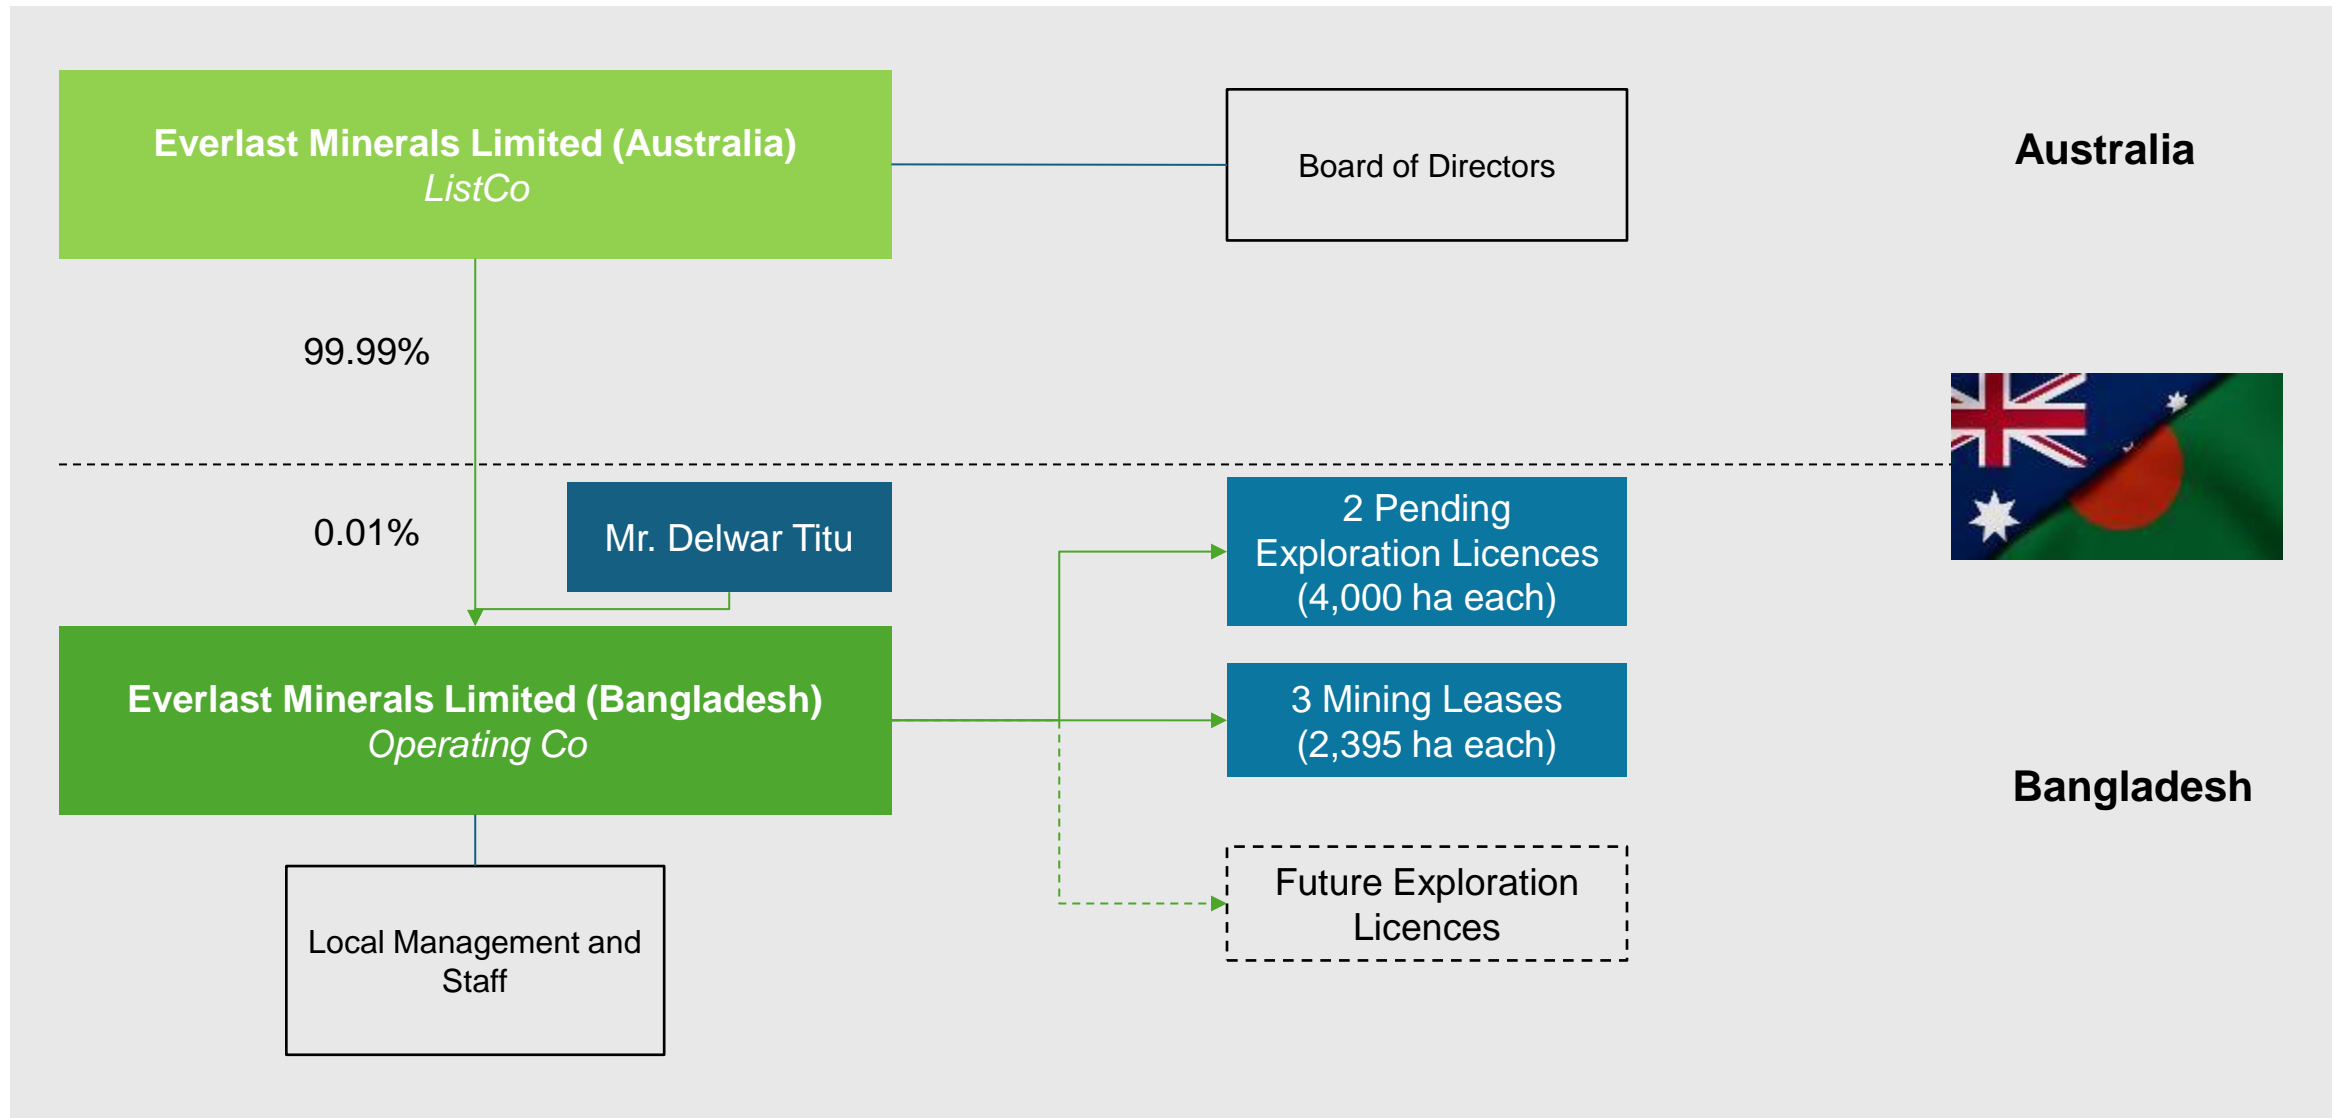 Everlast Minerals Limited (Australia)
ListCo
Board of Directors
Australia
99.99%
0.01%
Mr. Delwar Titu
2 Pending
Exploration Licences
(4,000 ha each)
Everlast Minerals Limited (Bangladesh)
Operating Co
3 Mining Leases
(2,395 ha each)
Bangladesh
Future Exploration
Licences
Local Management and
Staff